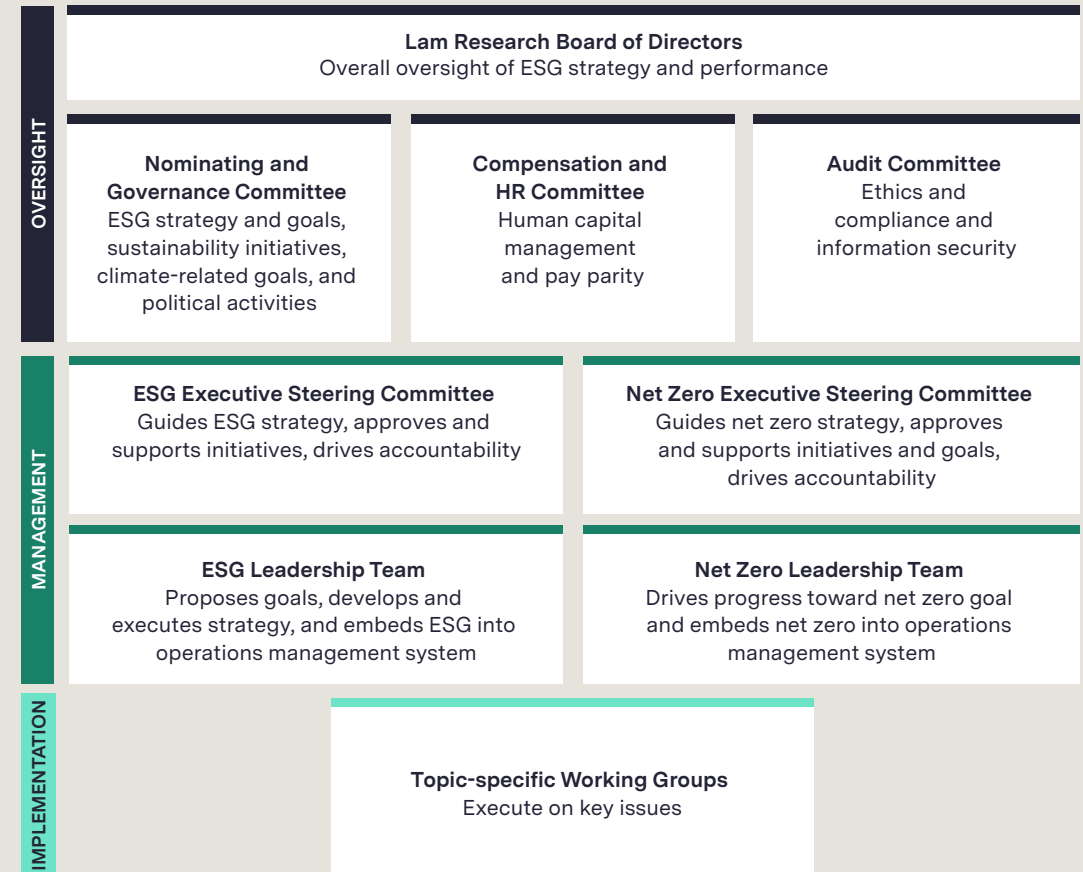 OVERSIGHT
Lam Research Board of Directors
Overall oversight of ESG strategy and performance
Nominating and
Governance Committee
ESG strategy and goals,
sustainability initiatives,
climate-related goals, and
political activities
Compensation and
HR Committee
Human capital
management
and pay parity
Audit Committee
Ethics and
compliance and
information security
MANAGEMENT
ESG Executive Steering Committee
Guides ESG strategy, approves and
supports initiatives, drives accountability
Net Zero Executive Steering Committee
Guides net zero strategy, approves
and supports initiatives and goals,
drives accountability
ESG Leadership Team
Proposes goals, develops and
executes strategy, and embeds ESG into
operations management system
Net Zero Leadership Team
Drives progress toward net zero goal
and embeds net zero into operations
management system
IMPLEMENTATION
Topic-specific Working Groups
Execute on key issues